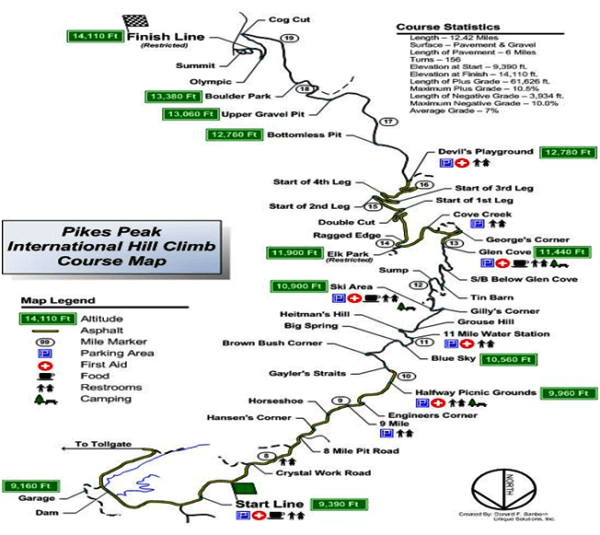 Cog Cut
14,110 Ft Finish Line
(Restricted)
19
Summit
Olympic
Course Statistics
Length – 12.42 Miles
Surface – Pavement & Gravel
Length of Pavement – 6 Miles
Turns – 156
Elevation at Start – 9,390 ft.
Elevation at Finish – 14,110 ft.
Length of Plus Grade – 61,626 ft.
Maximum Plus Grade – 10.5%
Length of Negative Grade – 3,934 ft.
Maximum Negative Grade – 10.0%
Average Grade – 7%
13,380 Ft Boulder Park
18
13,060 Ft Upper Gravel Pit
17
12,760 Ft Bottomless Pit
Devil's Playground 12,780 Ft
P
16
Start of 4th Leg
Start of 3rd Leg
Start of 2nd Leg
15
Start of 1st Leg
Double Cut
Cove Creek
P
Ragged Edge
14
13
George's Corner
11,900 Ft Elk Park
(Restricted)
Glen Cove 11,440 Ft
P
Pikes Peak
International Hill Climb
Course Map
Sump
S/B Below Glen Cove
12
10,900 Ft Ski Area
P
Tin Barn
Gilly's Corner
Heitman's Hill
Grouse Hill
Big Spring
11 Mile Water Station
P
11
Brown Bush Corner
Blue Sky 10,560 Ft
Gayler's Straits
10
Halfway Picnic Grounds 9,960 Ft
P
Map Legend
14,110 Ft Altitude
Asphalt
99 Mile Marker
P Parking Area
First Aid
Food
Restrooms
Camping
Horseshoe
9
Engineers Corner
Hansen's Corner
9 Mile
P
8 Mile Pit Road
8
To Tollgate
Crystal Work Road
9,160 Ft
Garage
Dam
Start Line 9,390 Ft
P
NORTH
Created By: Donald F. Sanborn
Unique Solutions, Inc.